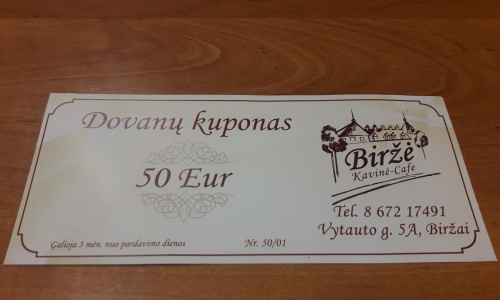 Dovanų kuponas
50 Eur
Galioja 3 mėn. nuo pardavimo dienos
Nr. 50/01
Biržė
Kavinė-Cafe
Tel. 8 672 17491
Vytauto g. 5A, Biržai